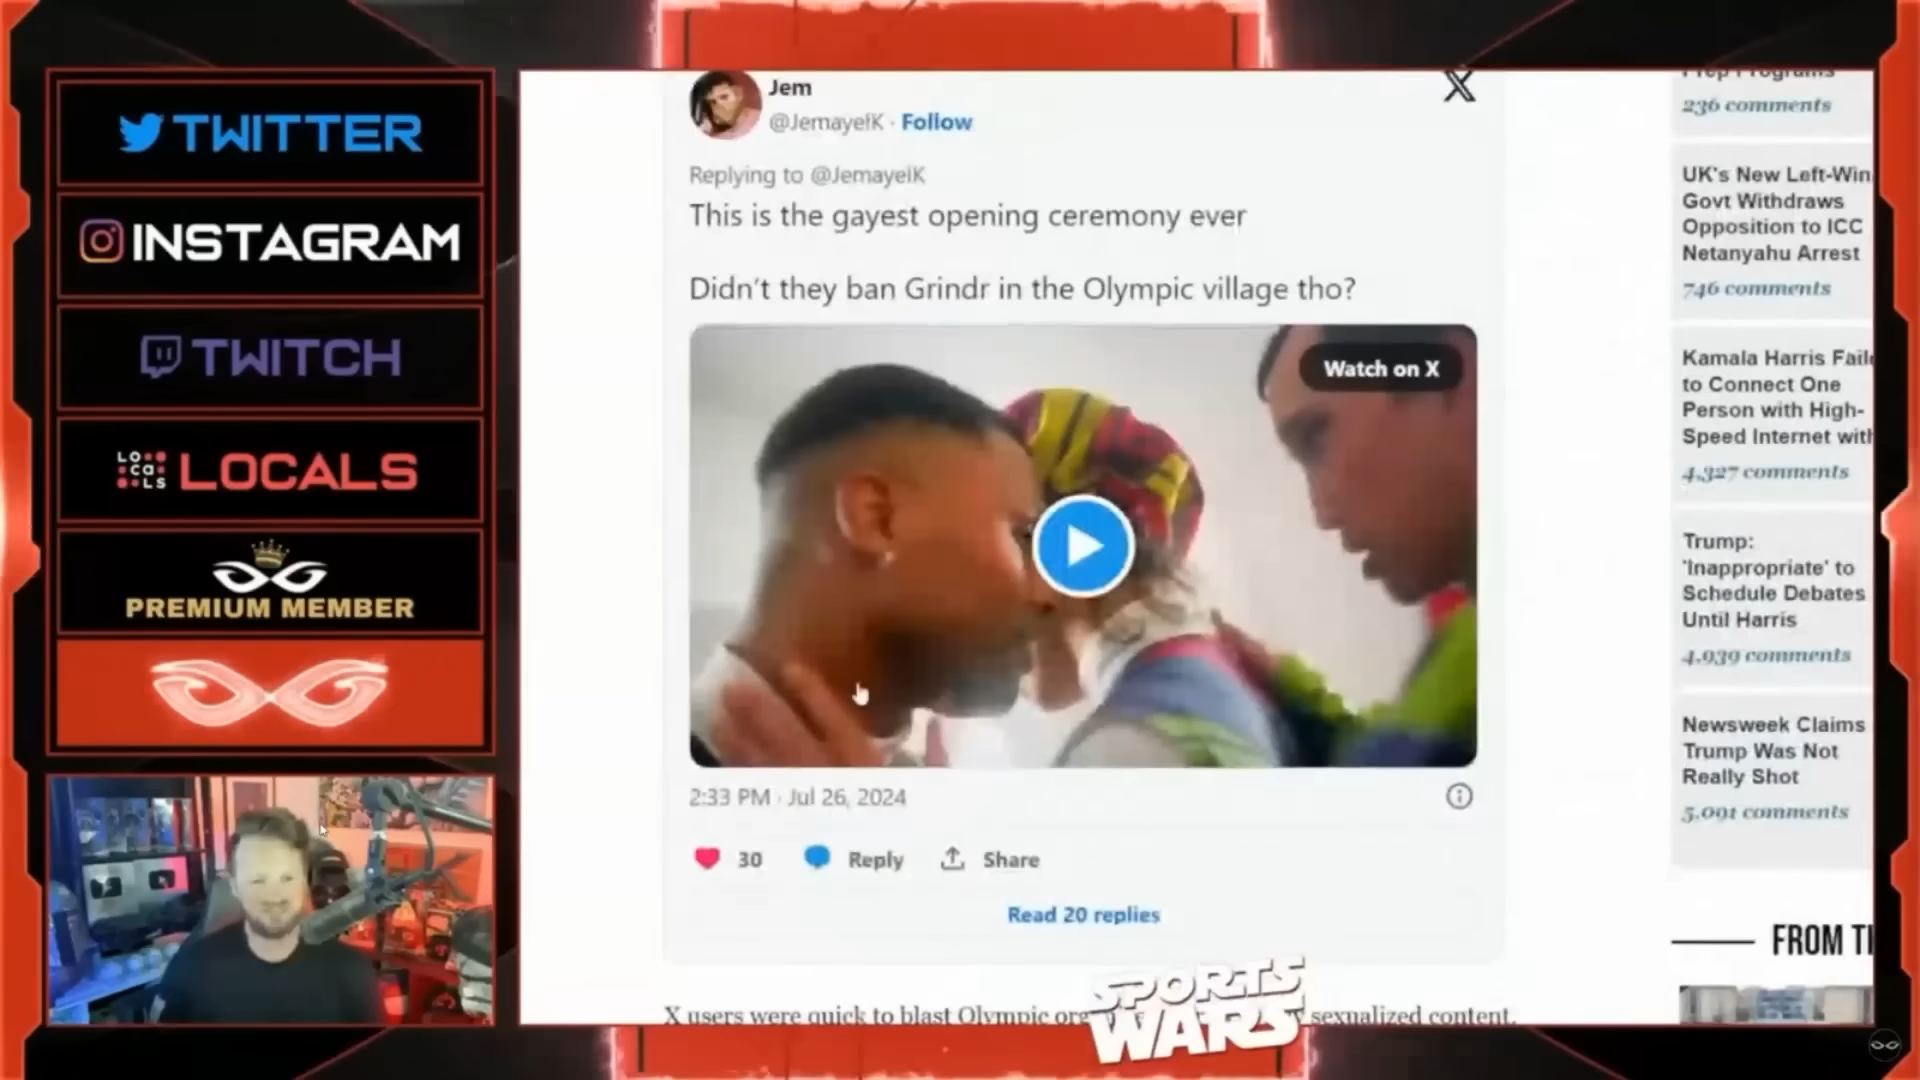 TWITTER
INSTAGRAM
TWITCH
LOCALS
LOCALS
PREMIUM MEMBER
Jem
@JemayelK · Follow
Replying to @JemayelK
This is the gayest opening ceremony ever
Didn't they ban Grindr in the Olympic village tho?
Watch on X
2:33 PM · Jul 26, 2024
30 Reply Share
Read 20 replies
X users were quick to blast Olympic
sexualized content.
SPORTS
WARS
Prep Programs
236 comments
UK's New Left-Win
Govt Withdraws
Opposition to ICC
Netanyahu Arrest
746 comments
Kamala Harris Fail
to Connect One
Person with High-
Speed Internet with
4,327 comments
Trump:
'Inappropriate' to
Schedule Debates
Until Harris
4,939 comments
Newsweek Claims
Trump Was Not
Really Shot
5,091 comments
FROM T